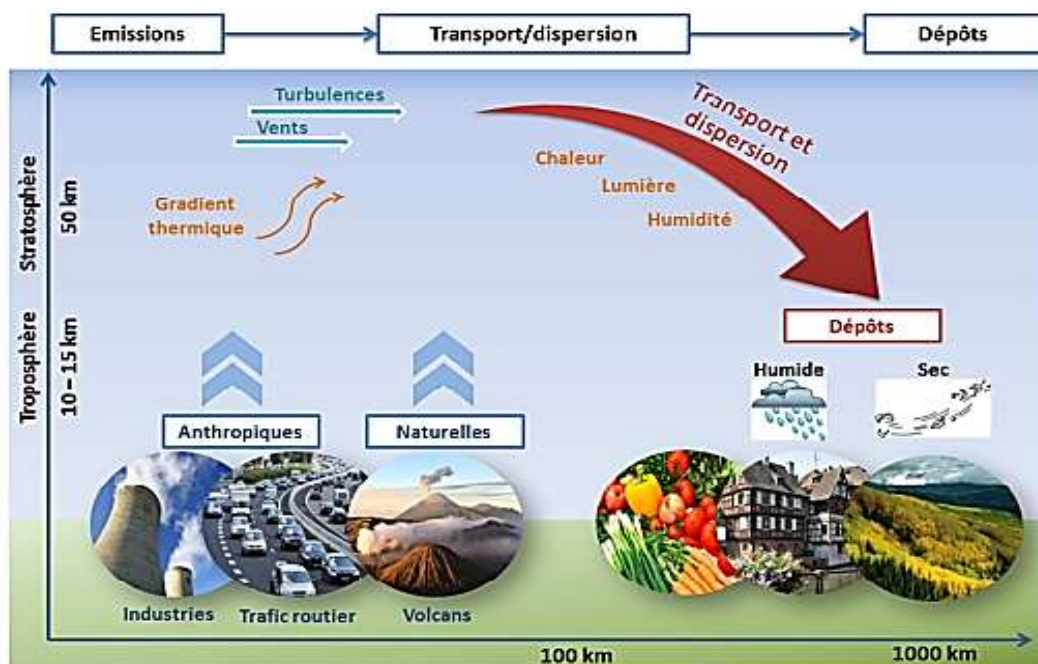 Emissions
Transport/dispersion
Dépôts
Turbulences
Vents
Gradient
thermique
Chaleur
Lumière
Humidité
Transport et
dispersion
Stratosphère
50 km
Troposphère
10 – 15 km
Dépôts
Humide
Sec
Anthropiques
Naturelles
Industries
Trafic routier
Volcans
100 km
1000 km